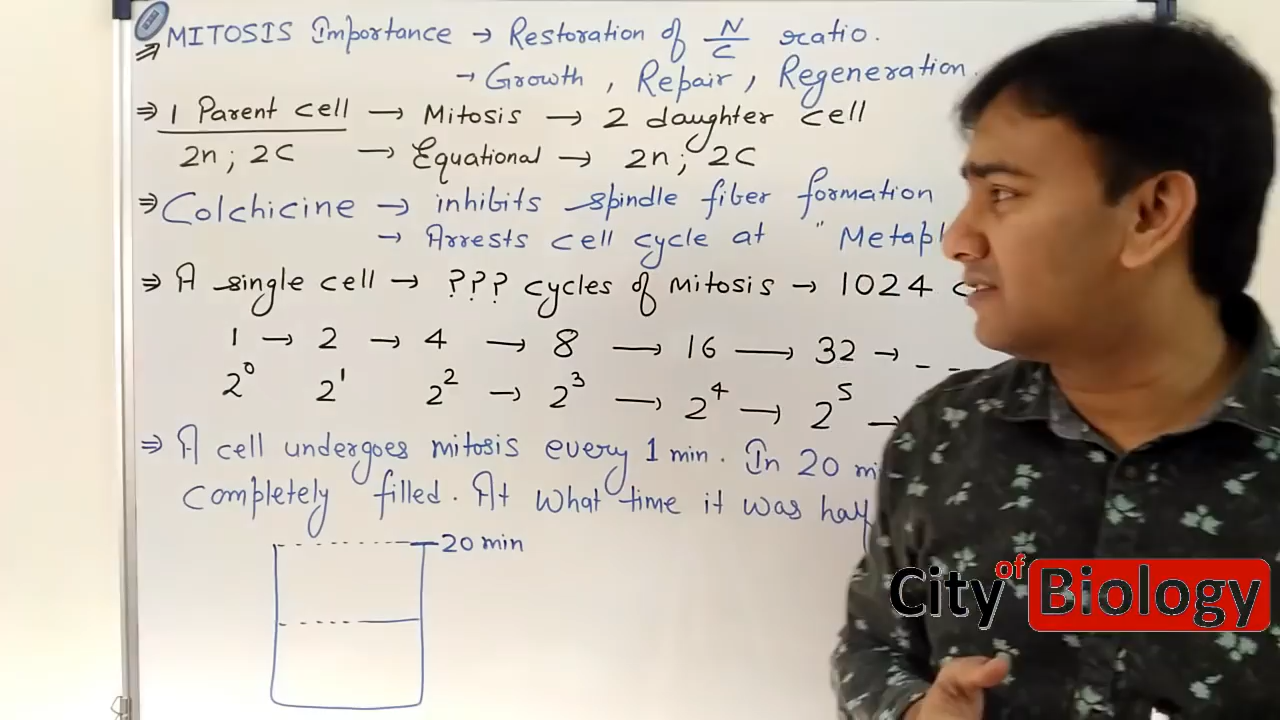 ⇒ MITOSIS Importance → Restoration of N/C ratio.
→ Growth, Repair, Regeneration.
⇒ 1 Parent cell → Mitosis → 2 daughter cell
2n; 2C → Equational → 2n; 2C
⇒ Colchicine → inhibits spindle fiber formation
→ Arrests cell cycle at "
⇒ A single cell → ??? cycles of mitosis → 1024
1 → 2 → 4 → 8 → 16 → 32 → _ _
2⁰ 2¹ 2² → 2³ → 2⁴ → 2⁵ →
⇒ A cell undergoes mitosis every 1 min. In 20
completely filled. At what time it was
20 min
City of Biology